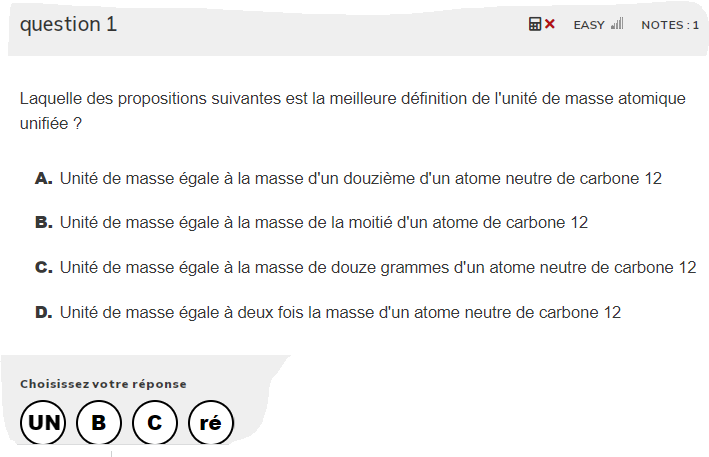 question 1
EASY
NOTES : 1
Laquelle des propositions suivantes est la meilleure définition de l'unité de masse atomique
unifiée ?
A. Unité de masse égale à la masse d'un douzième d'un atome neutre de carbone 12
B. Unité de masse égale à la masse de la moitié d'un atome de carbone 12
C. Unité de masse égale à la masse de douze grammes d'un atome neutre de carbone 12
D. Unité de masse égale à deux fois la masse d'un atome neutre de carbone 12
Choisissez votre réponse
UN B C ré